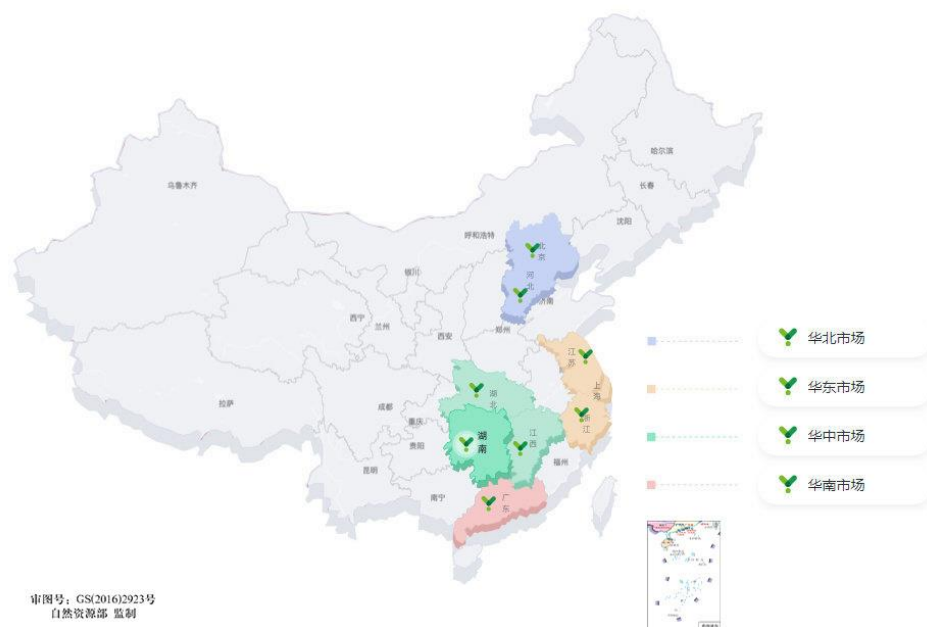 哈尔滨
长春
乌鲁木齐
沈阳
呼和浩特
北京
银川
河北
济南
西宁
兰州
郑州
西安
江苏
上海
湖北
拉萨
成都
浙江
重庆
湖南
江西
贵阳
福州
昆明
南宁
广东
华北市场
华东市场
华中市场
华南市场
审图号：GS(2016)2923号
自然资源部 监制